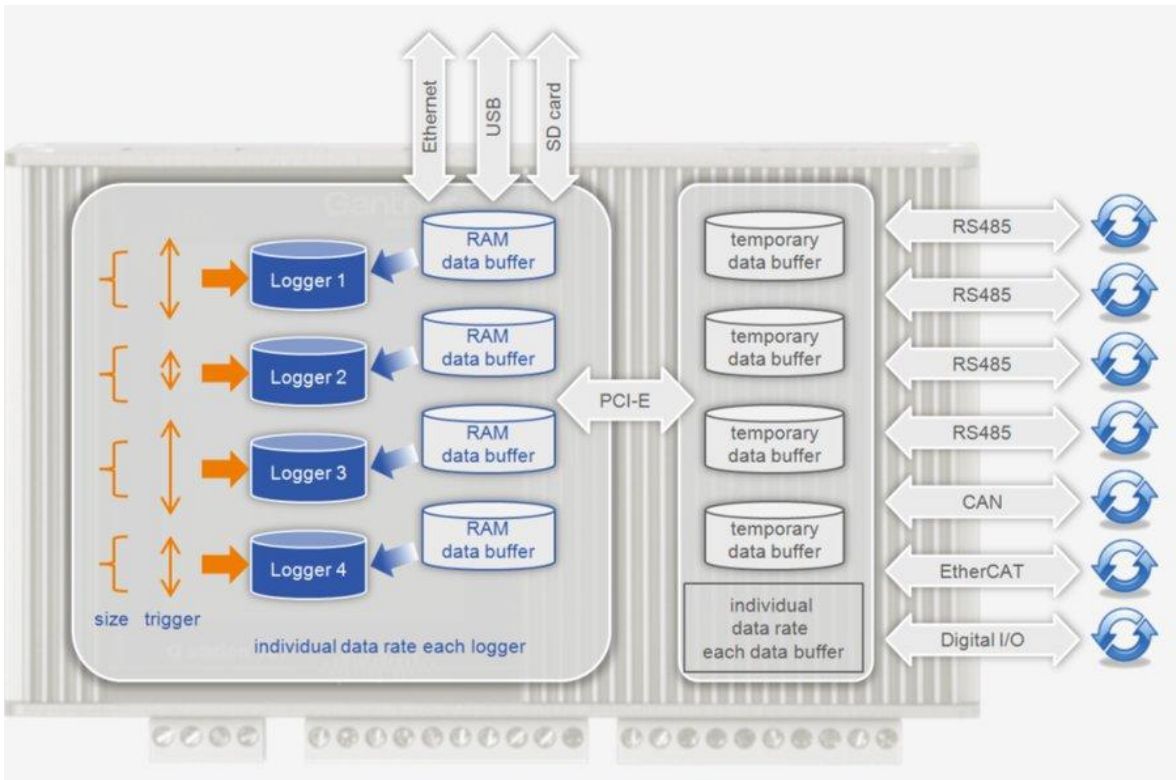 Ethernet
USB
SD card
RAM
data buffer
Logger 1
RAM
data buffer
Logger 2
RAM
data buffer
Logger 3
RAM
data buffer
Logger 4
size
trigger
individual data rate each logger
PCI-E
temporary
data buffer
temporary
data buffer
temporary
data buffer
temporary
data buffer
individual
data rate
each data buffer
RS485
RS485
RS485
RS485
CAN
EtherCAT
Digital I/O